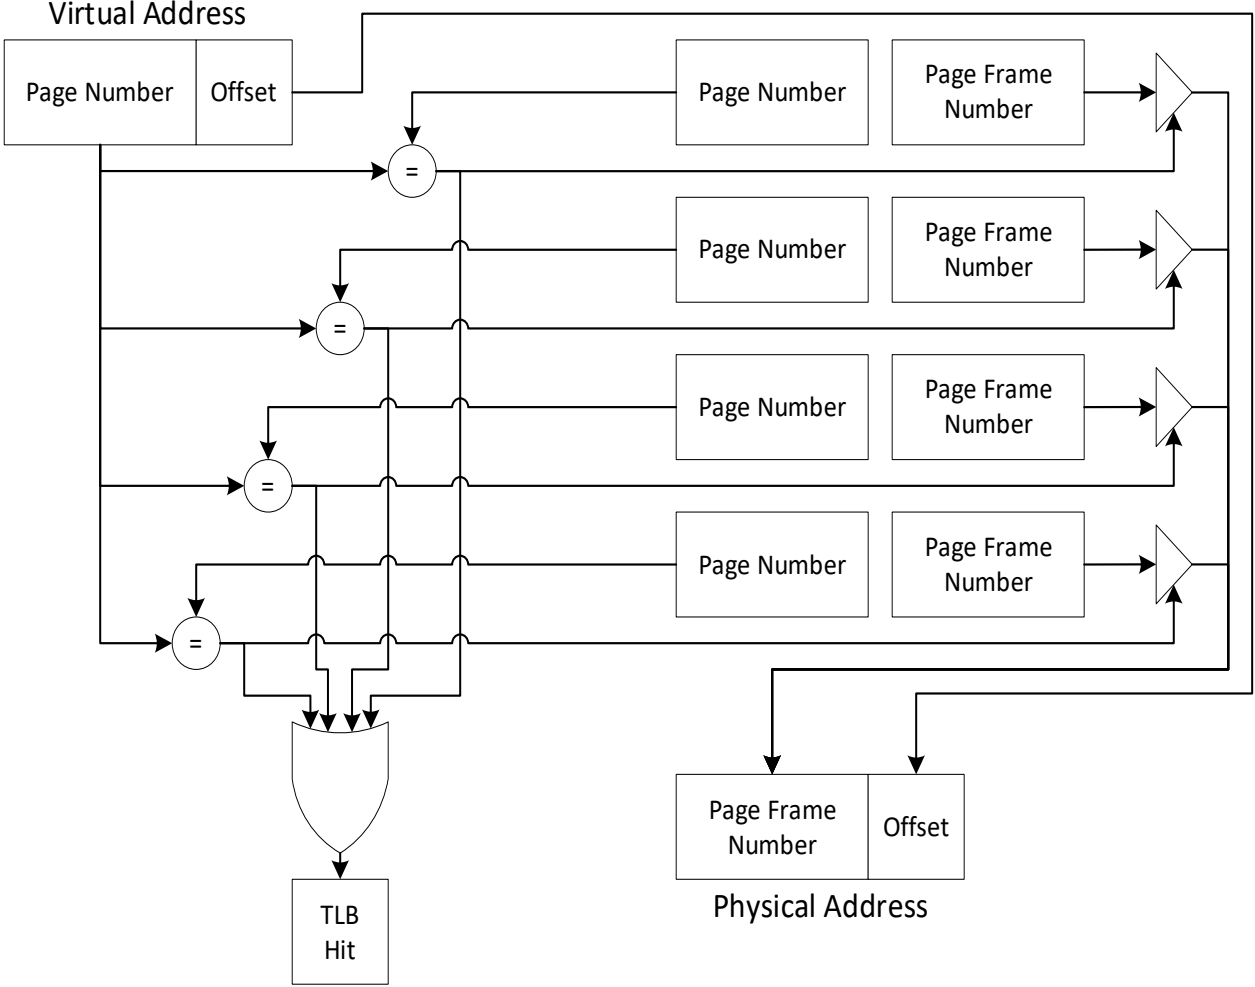 Virtual Address
Page Number
Offset
Page Number
Page Frame
Number
=
Page Number
Page Frame
Number
=
Page Number
Page Frame
Number
=
Page Number
Page Frame
Number
=
Page Frame
Number
Offset
Physical Address
TLB
Hit